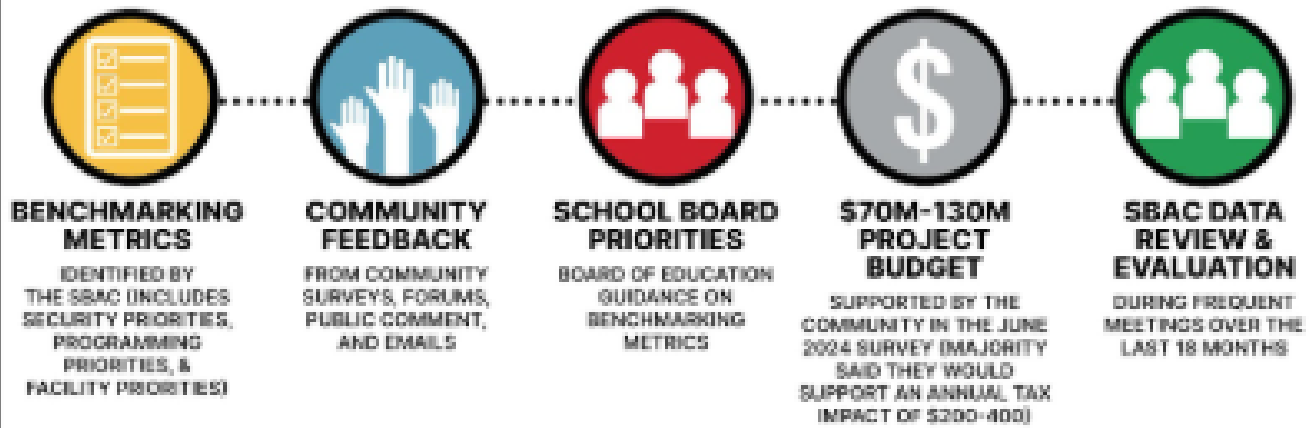 BENCHMARKING
METRICS
IDENTIFIED BY
THE SBAC (INCLUDES
SECURITY PRIORITIES,
PROGRAMMING
PRIORITIES, &
FACILITY PRIORITIES)
COMMUNITY
FEEDBACK
FROM COMMUNITY
SURVEYS, FORUMS,
PUBLIC COMMENT,
AND EMAILS
SCHOOL BOARD
PRIORITIES
BOARD OF EDUCATION
GUIDANCE ON
BENCHMARKING
METRICS
$
$70M-130M
PROJECT
BUDGET
SUPPORTED BY THE
COMMUNITY IN THE JUNE
2024 SURVEY (MAJORITY
SAID THEY WOULD
SUPPORT AN ANNUAL TAX
IMPACT OF $200-400)
SBAC DATA
REVIEW &
EVALUATION
DURING FREQUENT
MEETINGS OVER THE
LAST 18 MONTHS